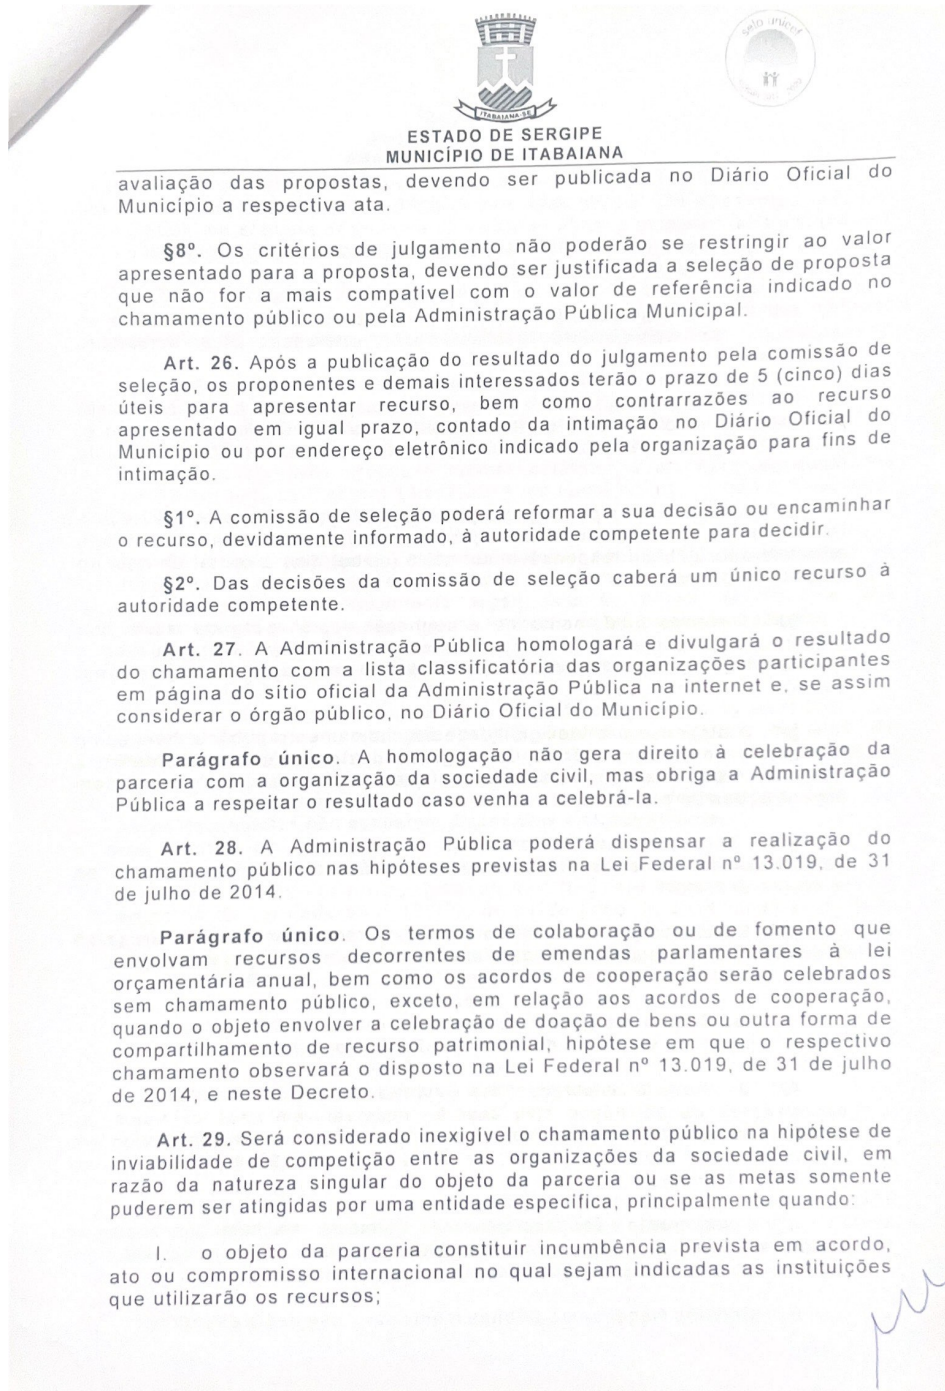 selo unicef
ITABAIANA-SE
ESTADO DE SERGIPE
MUNICÍPIO DE ITABAIANA
avaliação das propostas, devendo ser publicada no Diário Oficial do
Município a respectiva ata.
§8º. Os critérios de julgamento não poderão se restringir ao valor
apresentado para a proposta, devendo ser justificada a seleção de proposta
que não for a mais compatível com o valor de referência indicado no
chamamento público ou pela Administração Pública Municipal.
Art. 26. Após a publicação do resultado do julgamento pela comissão de
seleção, os proponentes e demais interessados terão o prazo de 5 (cinco) dias
úteis para apresentar recurso, bem como contrarrazões ao recurso
apresentado em igual prazo, contado da intimação no Diário Oficial do
Município ou por endereço eletrônico indicado pela organização para fins de
intimação.
§1º. A comissão de seleção poderá reformar a sua decisão ou encaminhar
o recurso, devidamente informado, à autoridade competente para decidir.
§2º. Das decisões da comissão de seleção caberá um único recurso à
autoridade competente.
Art. 27. A Administração Pública homologará e divulgará o resultado
do chamamento com a lista classificatória das organizações participantes
em página do sítio oficial da Administração Pública na internet e, se assim
considerar o órgão público, no Diário Oficial do Município.
Parágrafo único. A homologação não gera direito à celebração da
parceria com a organização da sociedade civil, mas obriga a Administração
Pública a respeitar o resultado caso venha a celebrá-la.
Art. 28. A Administração Pública poderá dispensar a realização do
chamamento público nas hipóteses previstas na Lei Federal nº 13.019, de 31
de julho de 2014.
Parágrafo único. Os termos de colaboração ou de fomento que
envolvam recursos decorrentes de emendas parlamentares à lei
orçamentária anual, bem como os acordos de cooperação serão celebrados
sem chamamento público, exceto, em relação aos acordos de cooperação,
quando o objeto envolver a celebração de doação de bens ou outra forma de
compartilhamento de recurso patrimonial, hipótese em que o respectivo
chamamento observará o disposto na Lei Federal nº 13.019, de 31 de julho
de 2014, e neste Decreto.
Art. 29. Será considerado inexigível o chamamento público na hipótese de
inviabilidade de competição entre as organizações da sociedade civil, em
razão da natureza singular do objeto da parceria ou se as metas somente
puderem ser atingidas por uma entidade específica, principalmente quando:
I. o objeto da parceria constituir incumbência prevista em acordo,
ato ou compromisso internacional no qual sejam indicadas as instituições
que utilizarão os recursos;